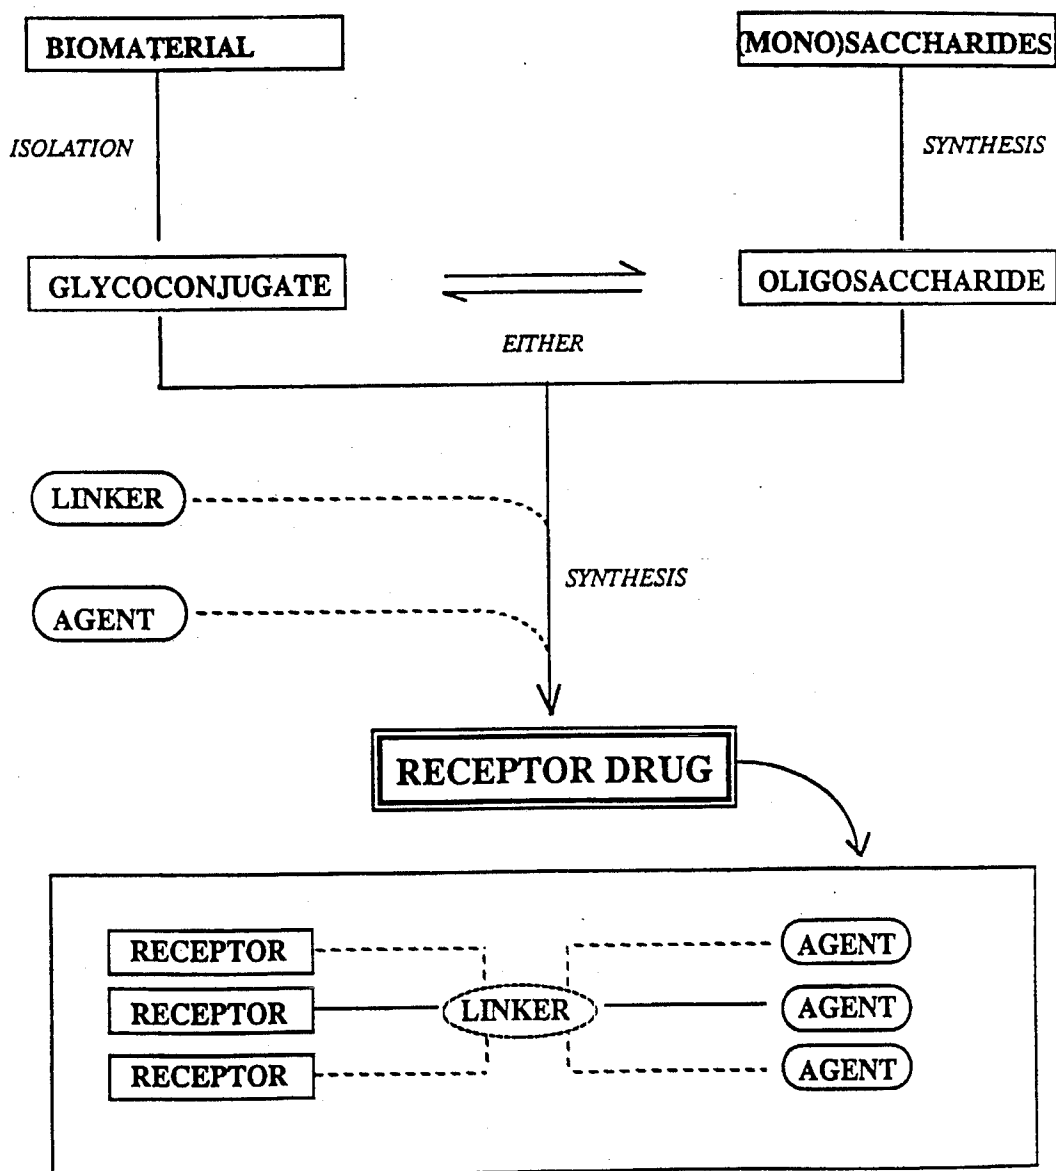 BIOMATERIAL
(MONO)SACCHARIDES
ISOLATION
SYNTHESIS
GLYCOCONJUGATE
OLIGOSACCHARIDE
EITHER
LINKER
SYNTHESIS
AGENT
RECEPTOR DRUG
RECEPTOR
AGENT
RECEPTOR
LINKER
AGENT
RECEPTOR
AGENT